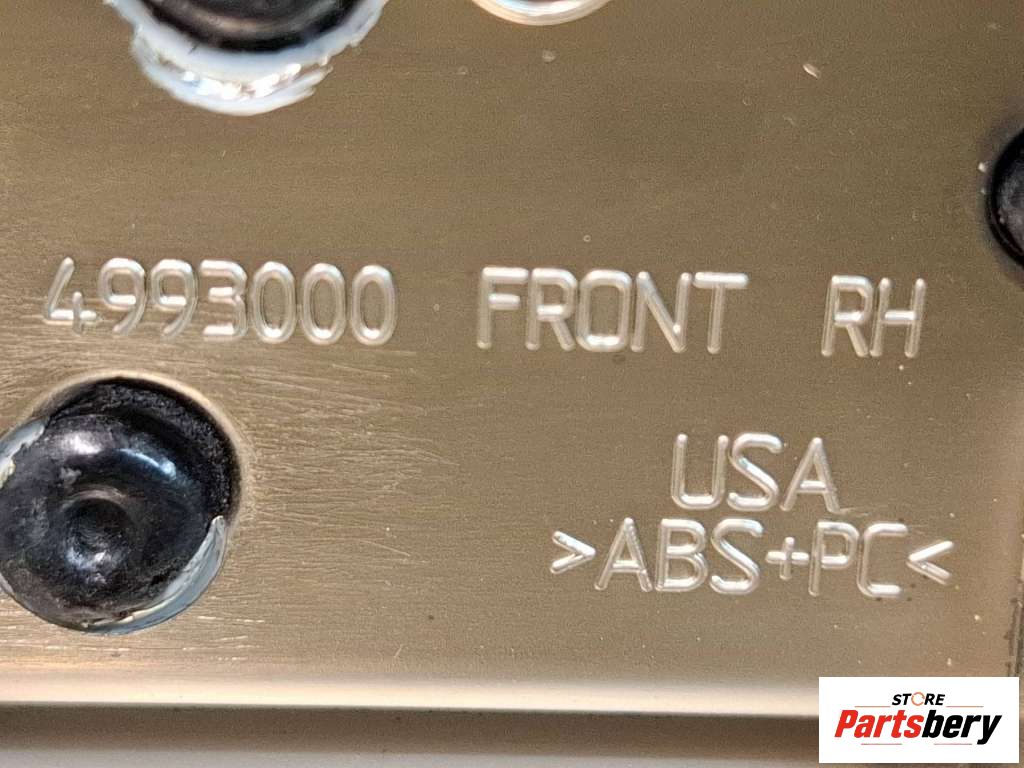 4993000 FRONT RH
USA
>ABS+PC<
STORE
Partsbery